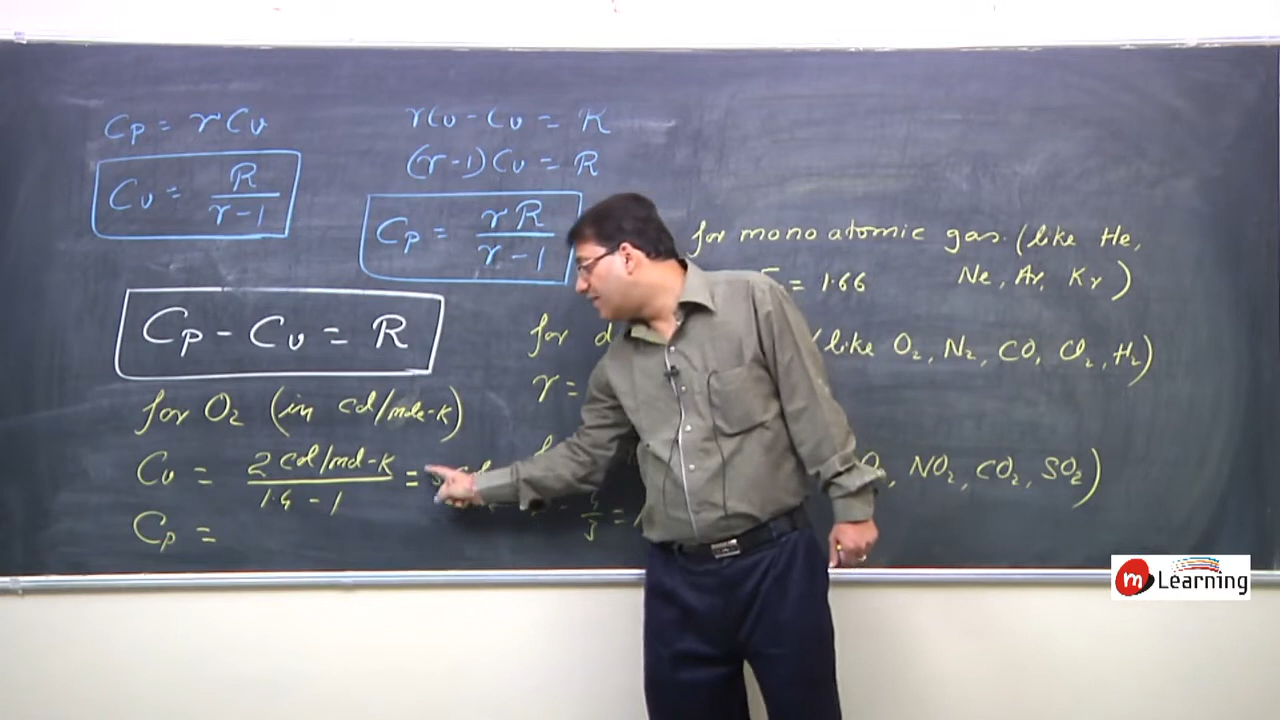 Cp = γCv
Cv = R/γ-1
γCv - Cv = R
(γ-1)Cv = R
Cp = γR/γ-1
Cp - Cv = R
for O₂ (in cal/mole-K)
Cv = 2 cal/mol-K/1.4-1 =
Cp =
for mono atomic gas (like He,
= 1.66 Ne, Ar, Kr)
for d (like O₂, N₂, CO, Cl₂, H₂)
γ =
NO₂, CO₂, SO₂)
4/3 =
m Learning